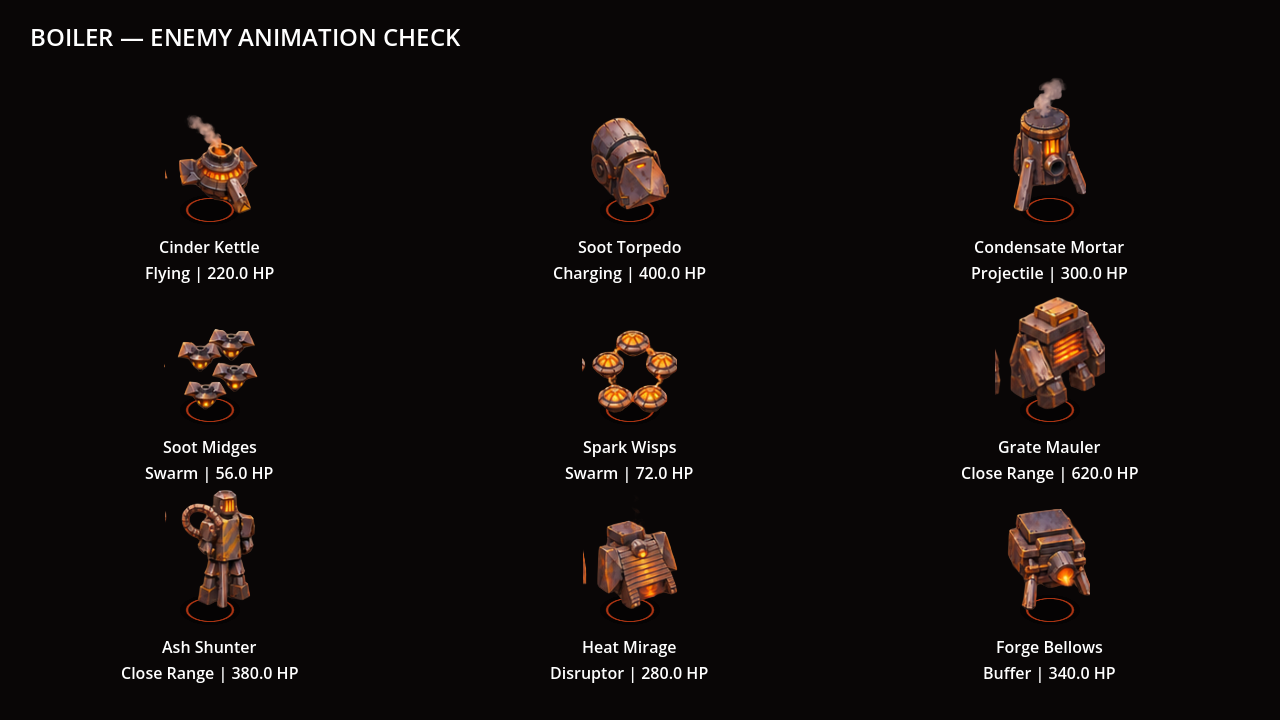 BOILER — ENEMY ANIMATION CHECK
Cinder Kettle
Flying | 220.0 HP
Soot Torpedo
Charging | 400.0 HP
Condensate Mortar
Projectile | 300.0 HP
Soot Midges
Swarm | 56.0 HP
Spark Wisps
Swarm | 72.0 HP
Grate Mauler
Close Range | 620.0 HP
Ash Shunter
Close Range | 380.0 HP
Heat Mirage
Disruptor | 280.0 HP
Forge Bellows
Buffer | 340.0 HP